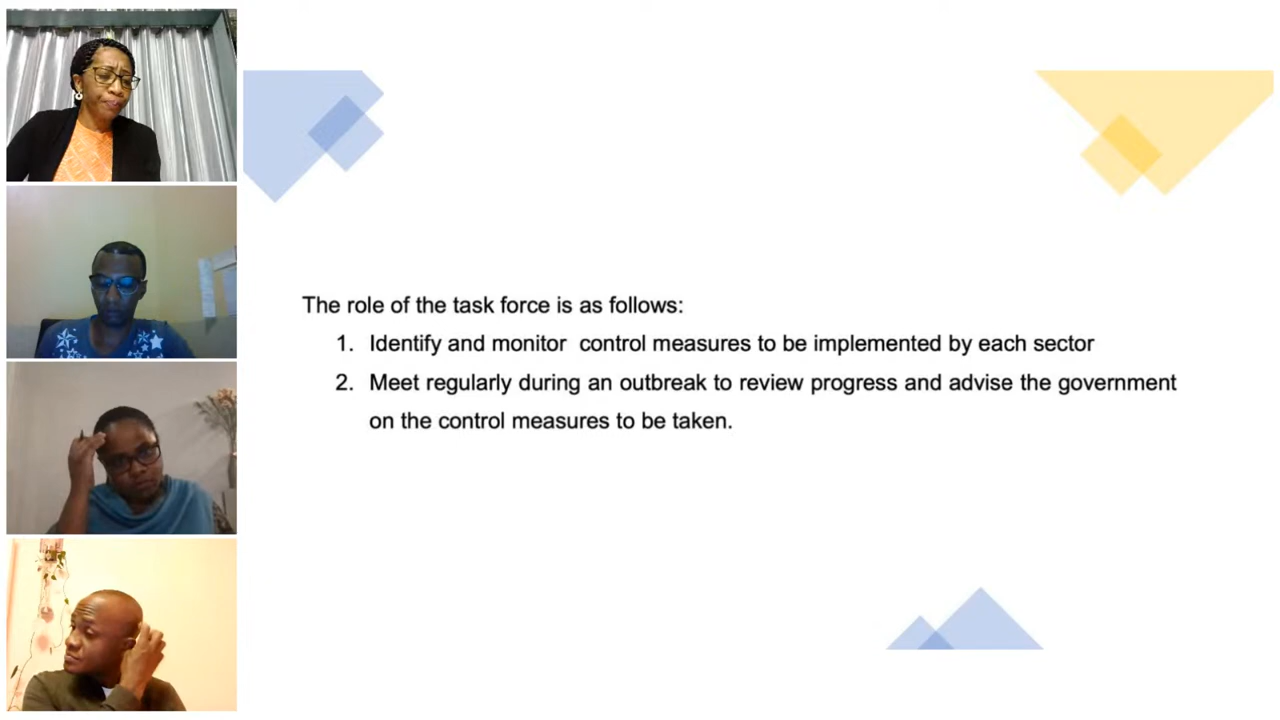 The role of the task force is as follows:
1. Identify and monitor control measures to be implemented by each sector
2. Meet regularly during an outbreak to review progress and advise the government
on the control measures to be taken.